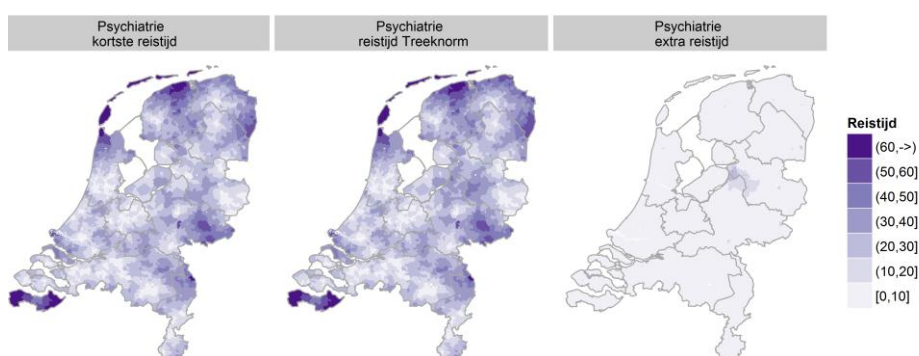 Psychiatrie
kortste reistijd
Psychiatrie
reistijd Treeknorm
Psychiatrie
extra reistijd
Reistijd
(60,->)
(50,60]
(40,50]
(30,40]
(20,30]
(10,20]
[0,10]